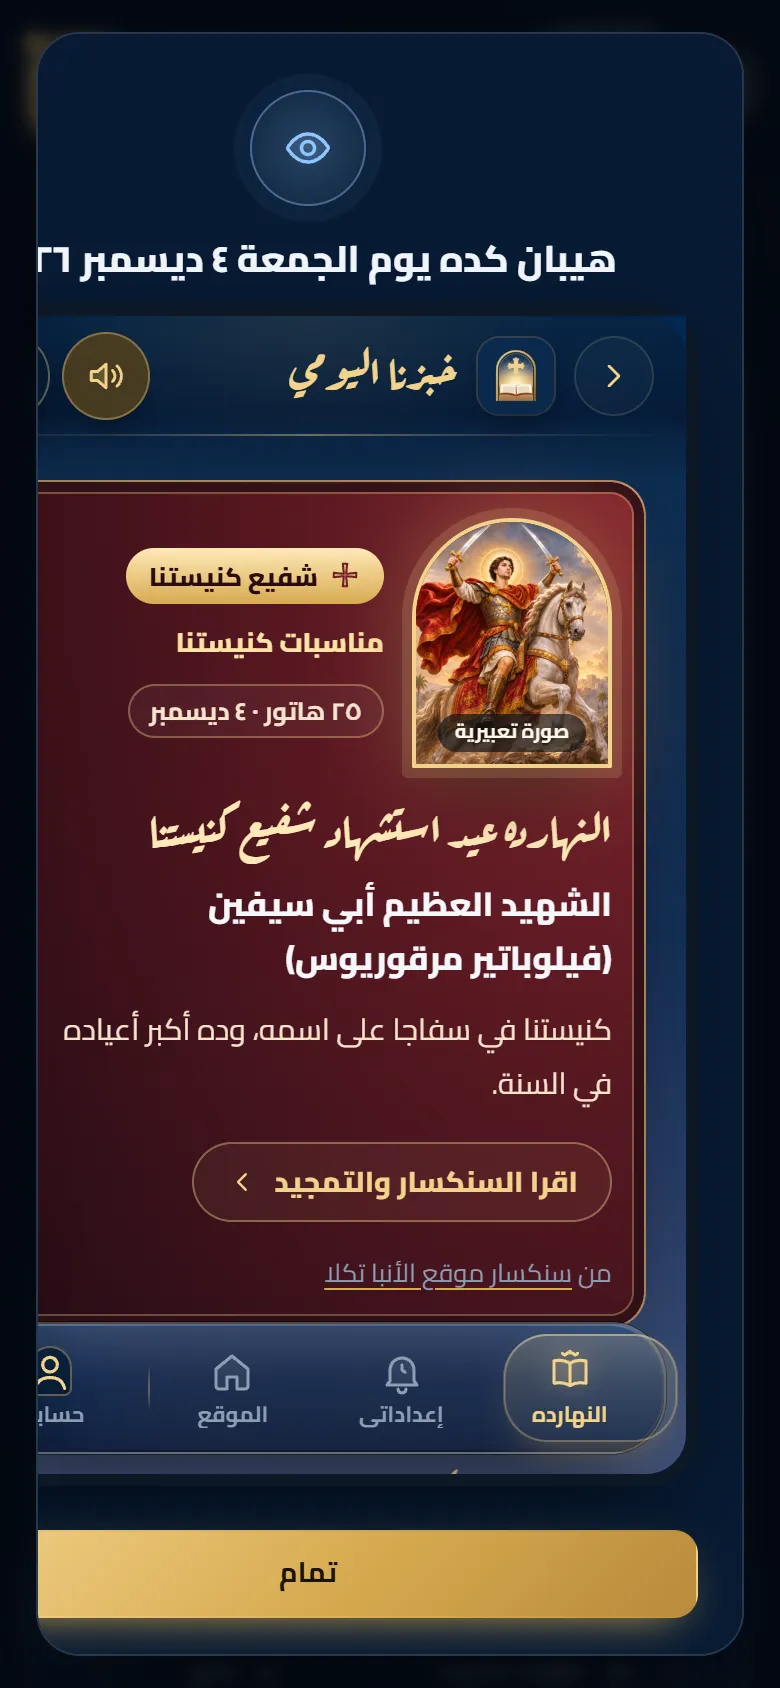 هيبان كده يوم الجمعة ٤ ديسمبر
خبزنا اليومي
شفيع كنيستنا
مناسبات كنيستنا
٢٥ هاتور · ٤ ديسمبر
صورة تعبيرية
النهارده عيد استشهاد شفيع كنيستنا
الشهيد العظيم أبي سيفين
(فيلوباتير مرقوريوس)
كنيستنا في سفاجا على اسمه، وده أكبر أعياده
في السنة.
اقرا السنكسار والتمجيد
من سنكسار موقع الأنبا تكلا
النهارده
إعداداتى
الموقع
تمام